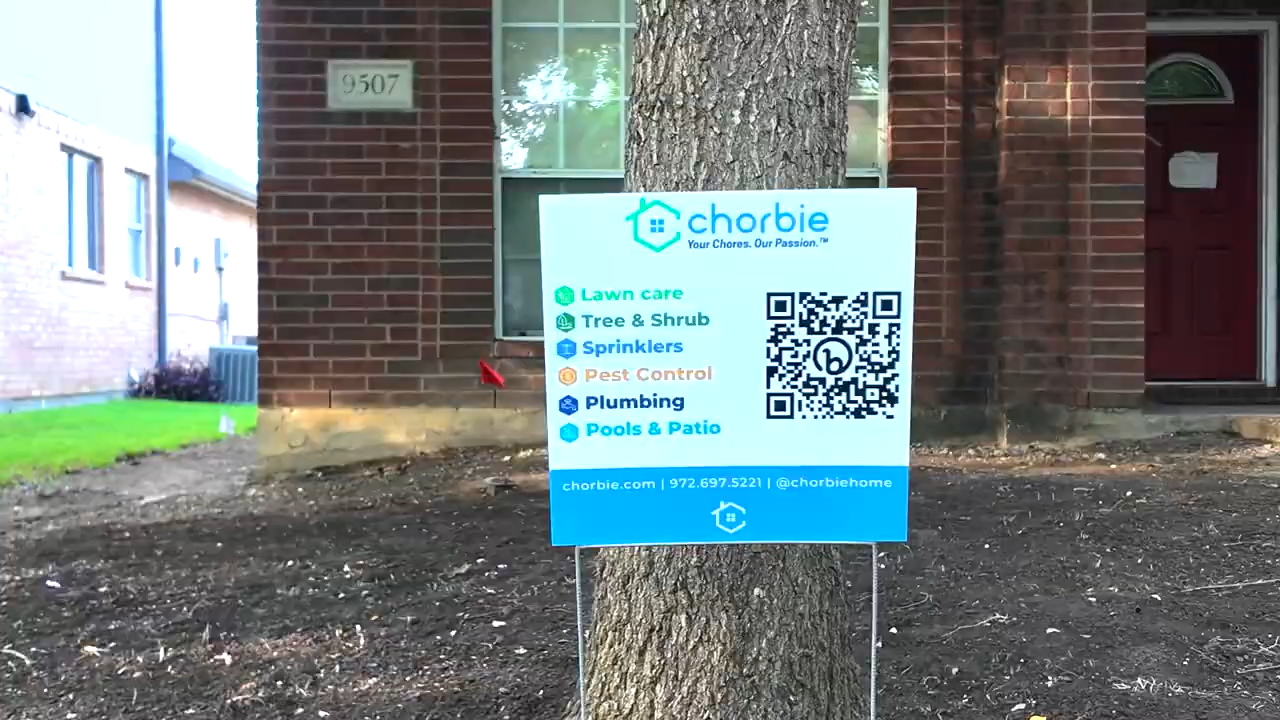 9507
chorbie
Your Chores. Our Passion.™
Lawn care
Tree & Shrub
Sprinklers
Pest Control
Plumbing
Pools & Patio
chorbie.com | 972.697.5221 | @chorbiehome